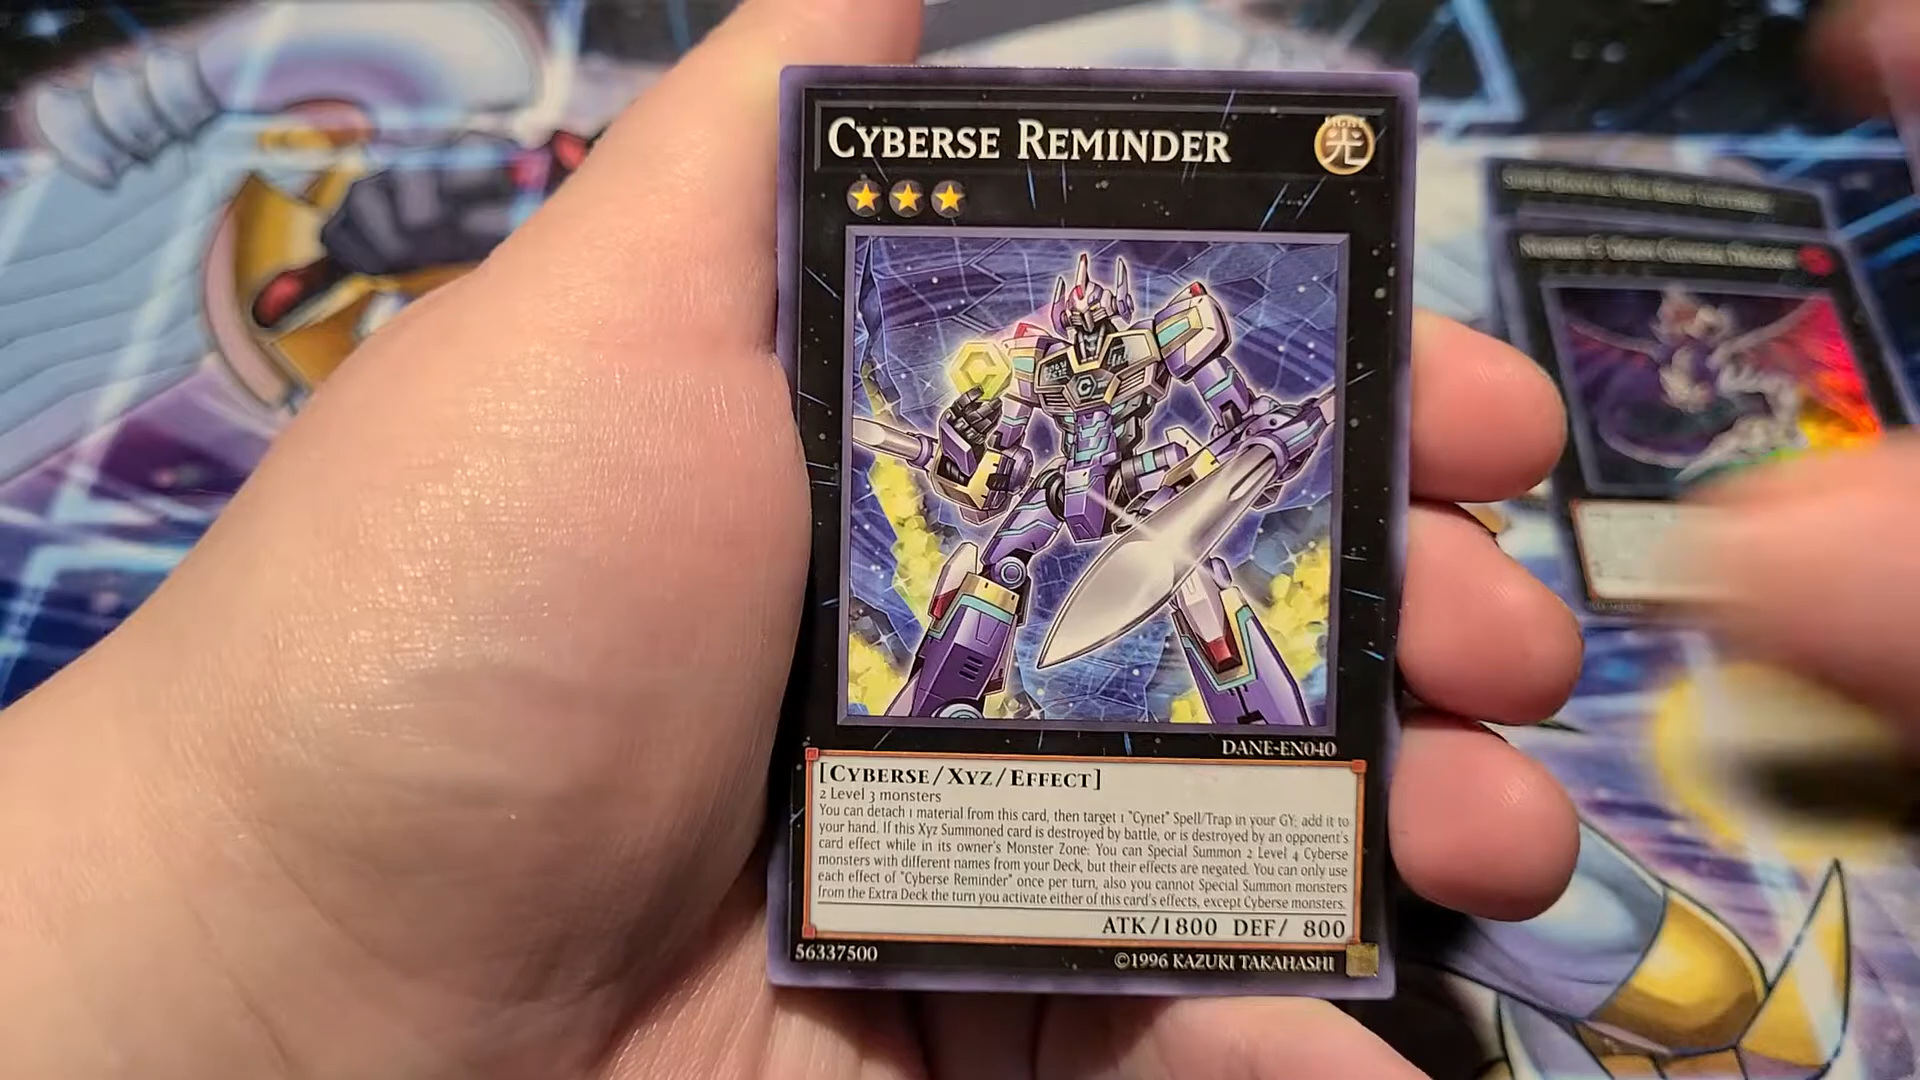 CYBERSE REMINDER
LIGHT
光
DANE-EN040
[CYBERSE/XYZ/EFFECT]
2 Level 3 monsters
You can detach 1 material from this card, then target 1 "Cynet" Spell/Trap in your GY; add it to
your hand. If this Xyz Summoned card is destroyed by battle, or is destroyed by an opponent's
card effect while in its owner's Monster Zone: You can Special Summon 2 Level 4 Cyberse
monsters with different names from your Deck, but their effects are negated. You can only use
each effect of "Cyberse Reminder" once per turn, also you cannot Special Summon monsters
from the Extra Deck the turn you activate either of this card's effects, except Cyberse monsters.
ATK/1800 DEF/ 800
56337500
©1996 KAZUKI TAKAHASHI